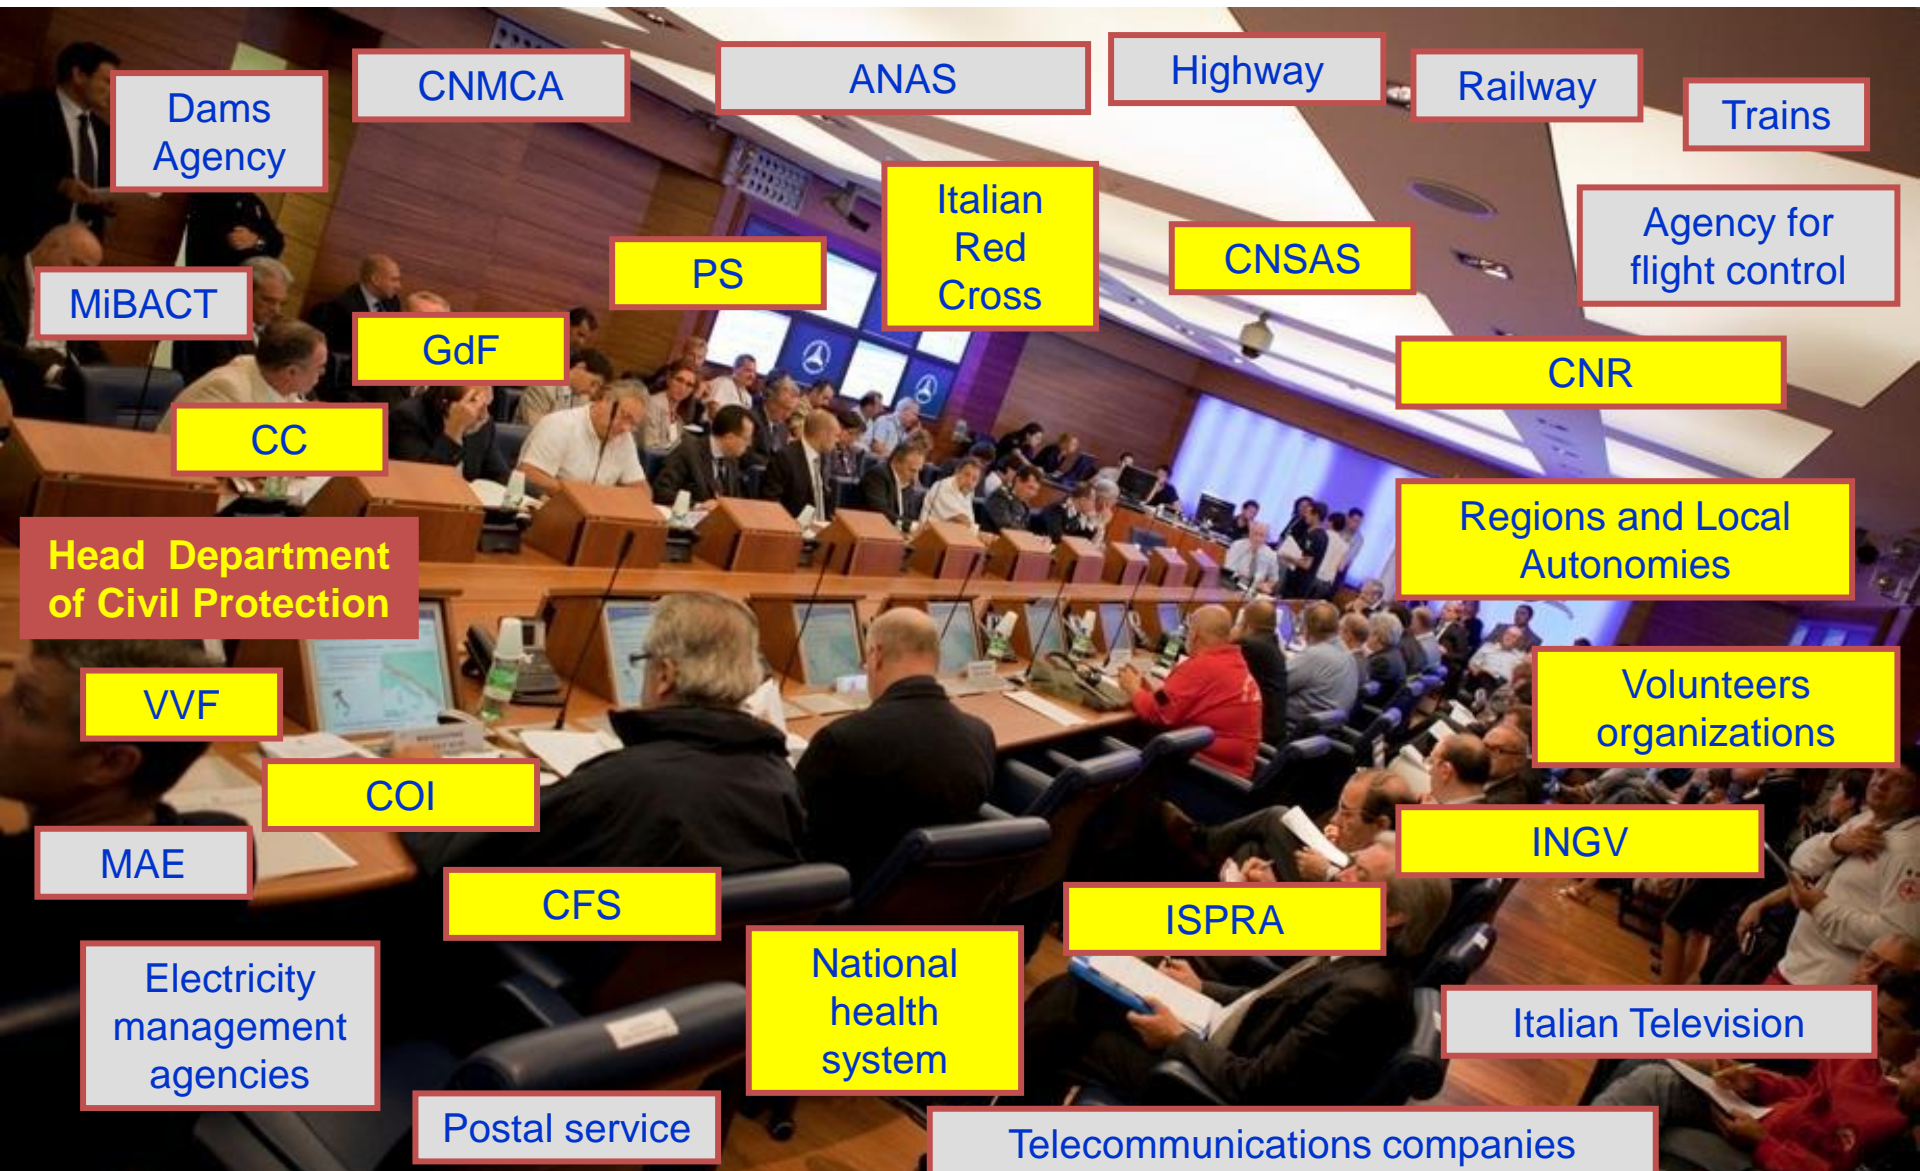 CNMCA
ANAS
Highway
Railway
Trains
Dams
Agency
Italian
Red
Cross
Agency for
flight control
PS
CNSAS
MiBACT
GdF
CNR
CC
Regions and Local
Autonomies
Head Department
of Civil Protection
VVF
Volunteers
organizations
COI
MAE
INGV
CFS
ISPRA
Electricity
management
agencies
National
health
system
Italian Television
Postal service
Telecommunications companies